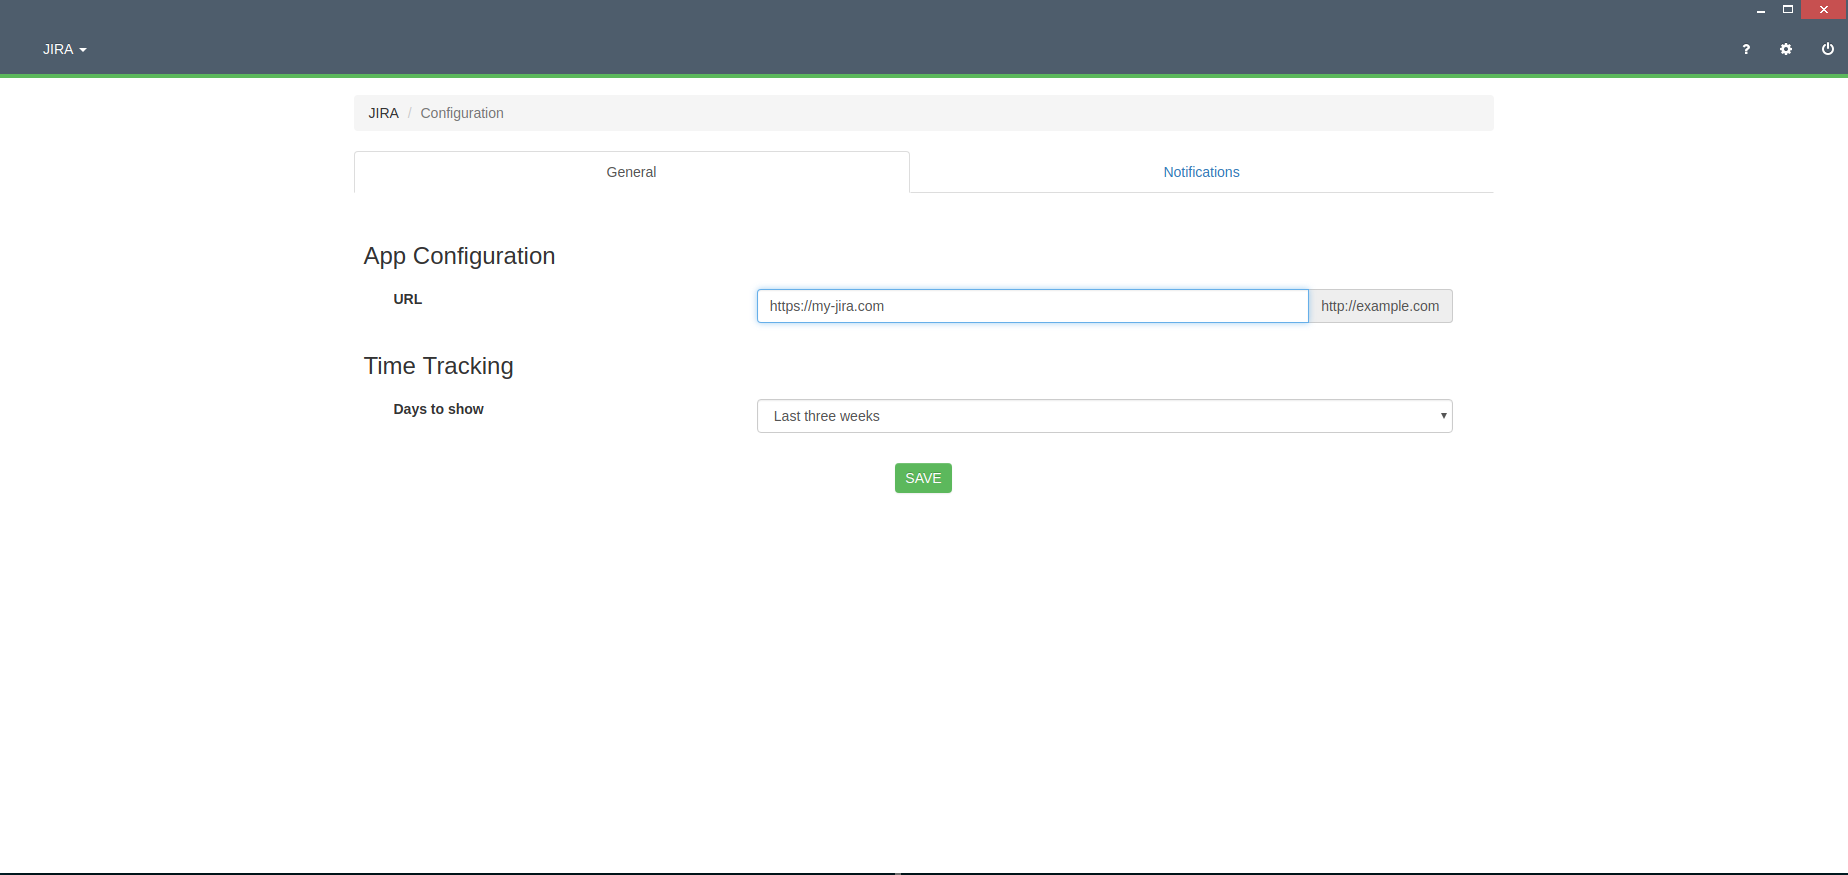 JIRA
?
JIRA / Configuration
General
Notifications
App Configuration
URL
https://my-jira.com
http://example.com
Time Tracking
Days to show
Last three weeks
SAVE